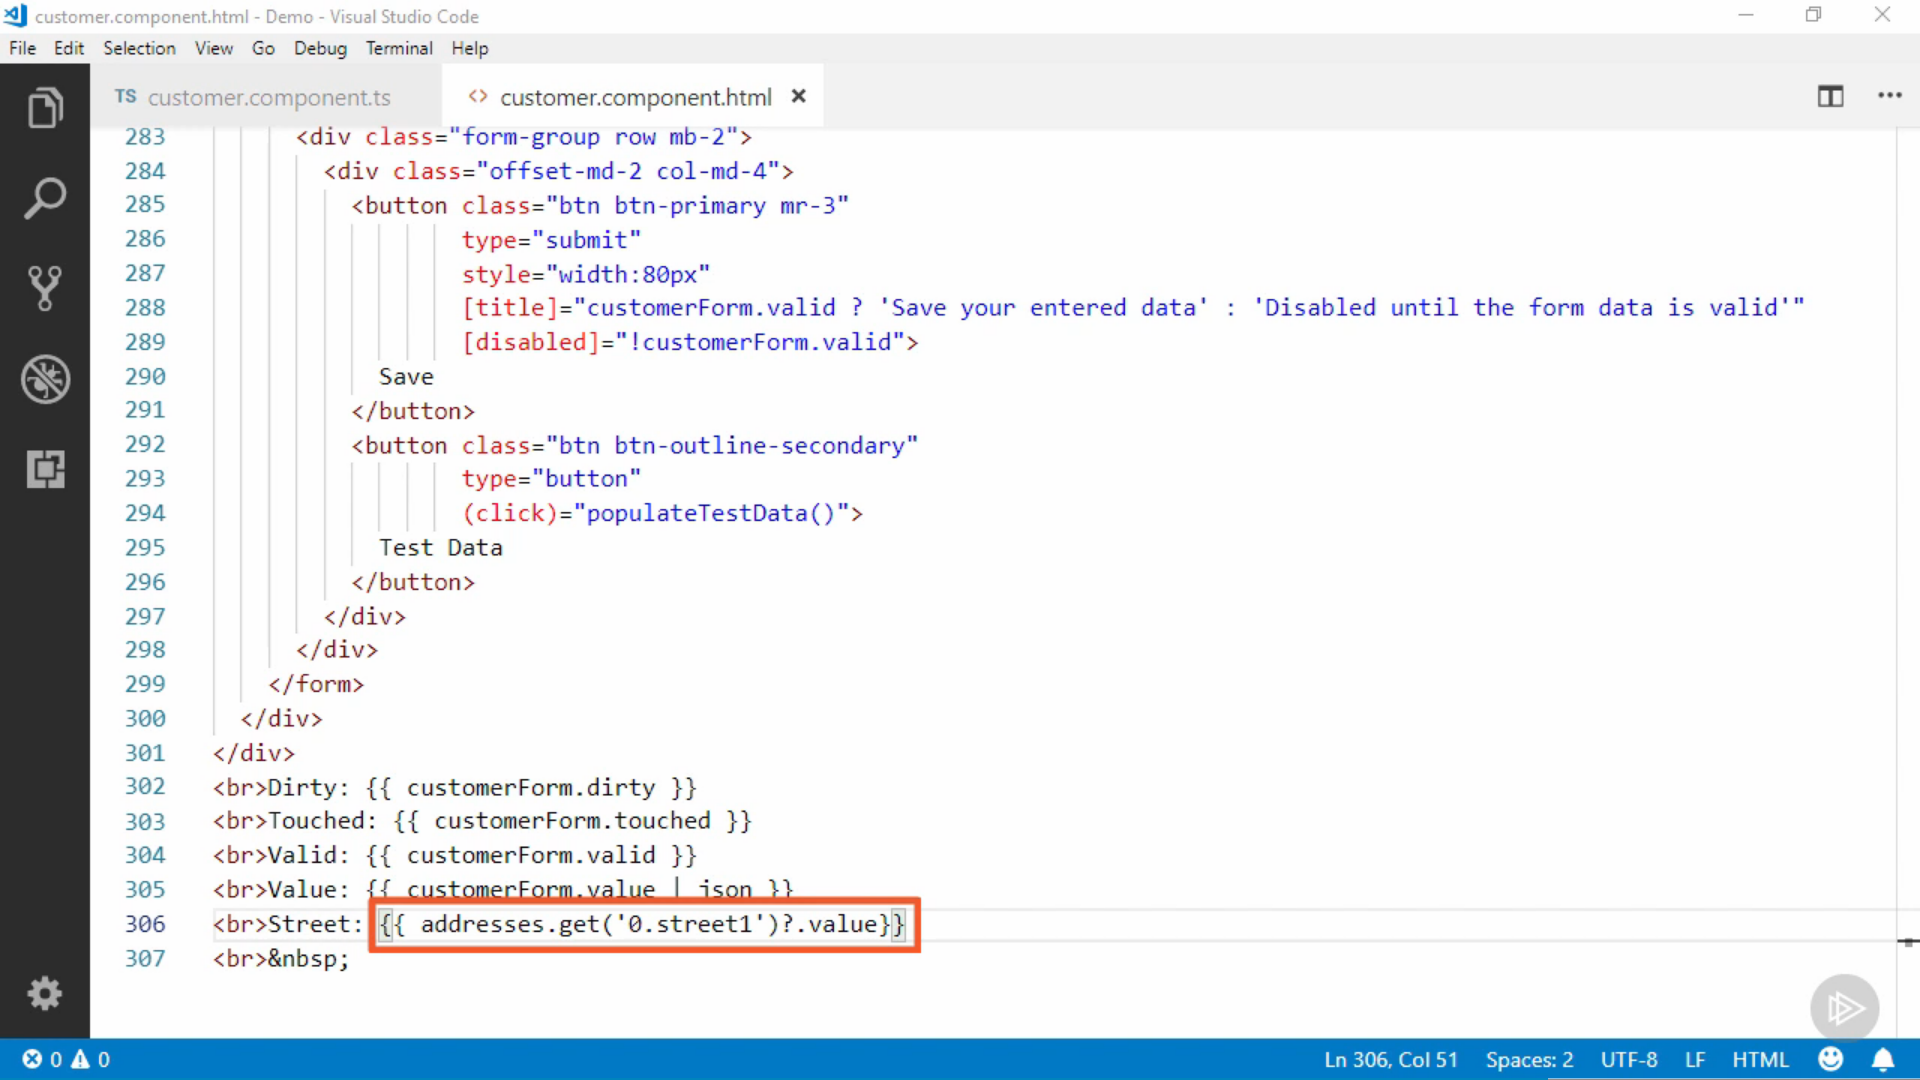 customer.component.html - Demo - Visual Studio Code
File Edit Selection View Go Debug Terminal Help
TS customer.component.ts <> customer.component.html
283 <div class="form-group row mb-2">
284 <div class="offset-md-2 col-md-4">
285 <button class="btn btn-primary mr-3"
286 type="submit"
287 style="width:80px"
288 [title]="customerForm.valid ? 'Save your entered data' : 'Disabled until the form data is valid'"
289 [disabled]="!customerForm.valid">
290 Save
291 </button>
292 <button class="btn btn-outline-secondary"
293 type="button"
294 (click)="populateTestData()">
295 Test Data
296 </button>
297 </div>
298 </div>
299 </form>
300 </div>
301 </div>
302 <br>Dirty: {{ customerForm.dirty }}
303 <br>Touched: {{ customerForm.touched }}
304 <br>Valid: {{ customerForm.valid }}
305 <br>Value: {{ customerForm.value | json }}
306 <br>Street: {{ addresses.get('0.street1')?.value}}
307 <br>&nbsp;
0 0 Ln 306, Col 51 Spaces: 2 UTF-8 LF HTML